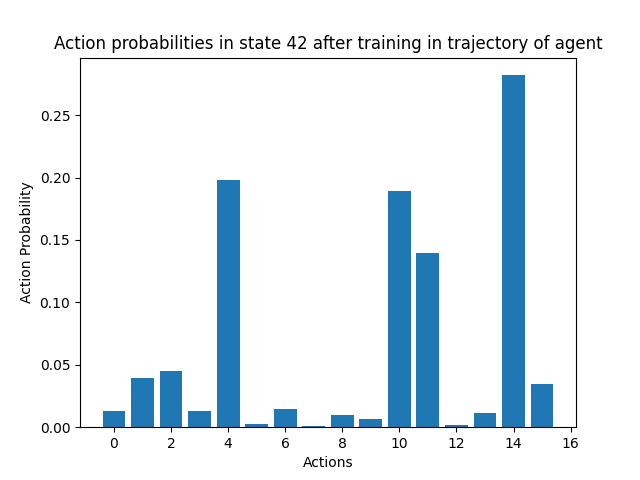 Action probabilities in state 42 after training in trajectory of agent
0.25
0.20
0.15
0.10
0.05
0.00
Action Probability
0 2 4 6 8 10 12 14 16
Actions